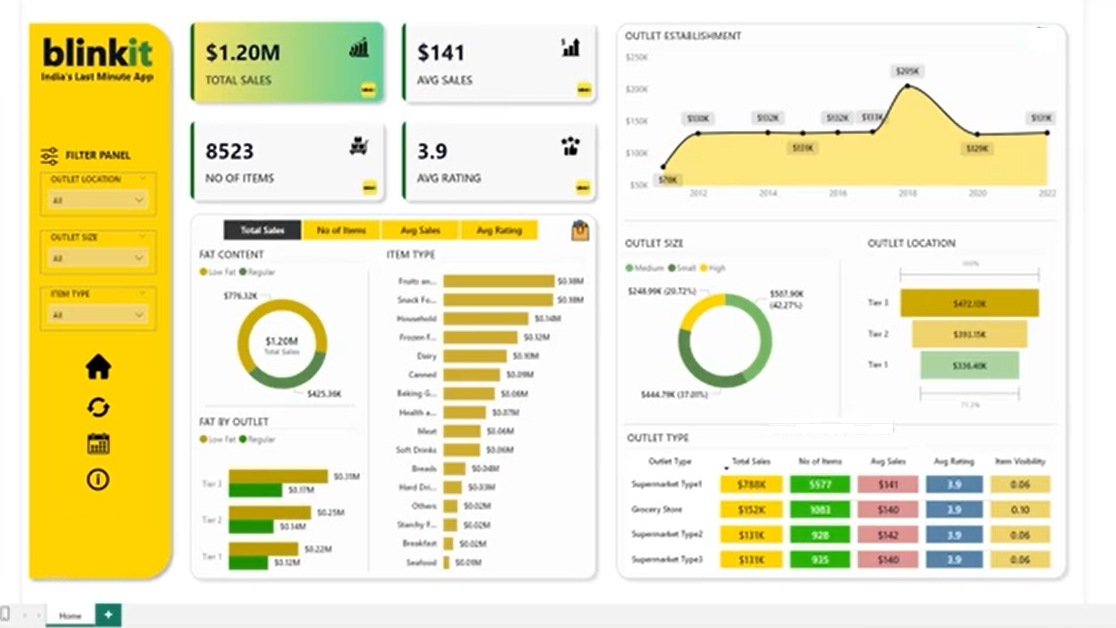 blinkit
India's Last Minute App
FILTER PANEL
OUTLET LOCATION
All
OUTLET SIZE
All
ITEM TYPE
All
$1.20M
TOTAL SALES
$141
AVG SALES
8523
NO OF ITEMS
3.9
AVG RATING
Total Sales No of Items Avg Sales Avg Rating
FAT CONTENT
Low Fat Regular
$776.32K
$1.20M
Total Sales
$425.36K
FAT BY OUTLET
Low Fat Regular
Tier 3 $0.31M
$0.17M
Tier 2 $0.25M
$0.14M
Tier 1 $0.22M
$0.12M
ITEM TYPE
Fruits an... $0.18M
Snack Fo... $0.18M
Household $0.14M
Frozen F... $0.12M
Dairy $0.10M
Canned $0.09M
Baking G... $0.08M
Health a... $0.07M
Meat $0.06M
Soft Drinks $0.06M
Breads $0.04M
Hard Dri... $0.03M
Others $0.02M
Starchy F... $0.02M
Breakfast $0.02M
Seafood $0.01M
OUTLET ESTABLISHMENT
$250K
$200K
$150K
$100K
$50K
$78K $130K $132K $131K $132K $133K $205K $129K $131K
2012 2014 2016 2018 2020 2022
OUTLET SIZE
Medium Small High
$248.99K (20.72%)
$507.90K
(42.27%)
$444.79K (37.01%)
OUTLET LOCATION
100%
Tier 3 $472.13K
Tier 2 $393.15K
Tier 1 $336.40K
71.3%
OUTLET TYPE
Outlet Type Total Sales No of Items Avg Sales Avg Rating Item Visibility
Supermarket Type1 $788K 5577 $141 3.9 0.06
Grocery Store $152K 1083 $140 3.9 0.10
Supermarket Type2 $131K 928 $142 3.9 0.06
Supermarket Type3 $131K 935 $140 3.9 0.06
Home